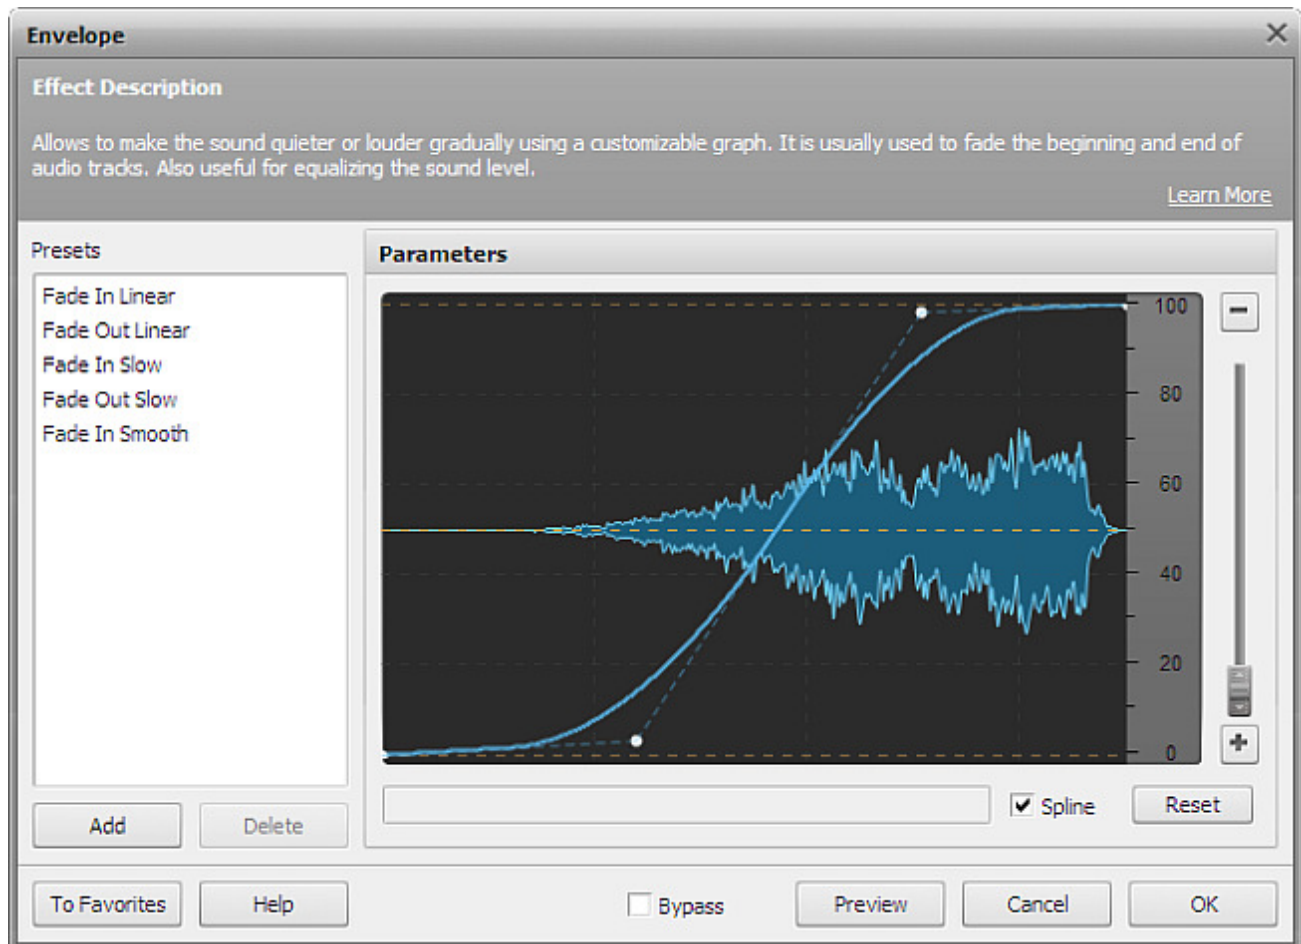 Envelope
Effect Description
Allows to make the sound quieter or louder gradually using a customizable graph. It is usually used to fade the beginning and end of
audio tracks. Also useful for equalizing the sound level.
Learn More
Presets
Fade In Linear
Fade Out Linear
Fade In Slow
Fade Out Slow
Fade In Smooth
Add
Delete
Parameters
100
80
60
40
20
0
Spline
Reset
To Favorites
Help
Bypass
Preview
Cancel
OK